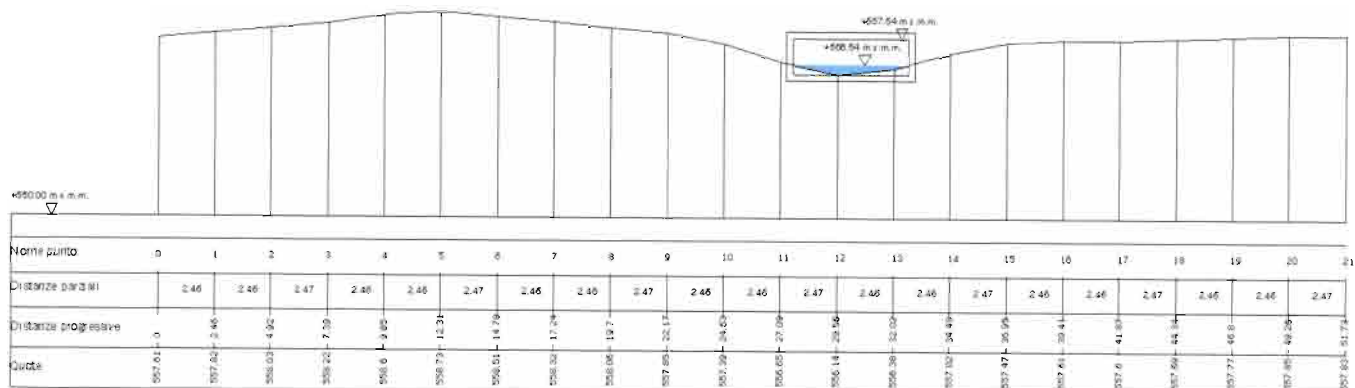 +557.54 m s m.m.
+556.54 m s m.m.
+550.00 m s m.m.
Nome punto 0 1 2 3 4 5 6 7 8 9 10 11 12 13 14 15 16 17 18 19 20 21
Distanze parziali 2.46 2.46 2.47 2.46 2.46 2.47 2.46 2.46 2.47 2.46 2.46 2.47 2.46 2.46 2.47 2.46 2.46 2.47 2.46 2.46 2.47
Distanze progressive 0 2.46 4.92 7.39 9.85 12.31 14.78 17.24 19.7 22.17 24.63 27.09 29.56 32.02 34.49 36.95 39.41 41.87 44.34 46.8 49.26 51.73
Quote 557.61 557.82 558.03 558.22 558.6 558.73 558.51 558.32 558.06 557.85 557.39 556.65 556.14 556.38 557.02 557.47 557.61 557.6 557.69 557.77 557.85 557.83